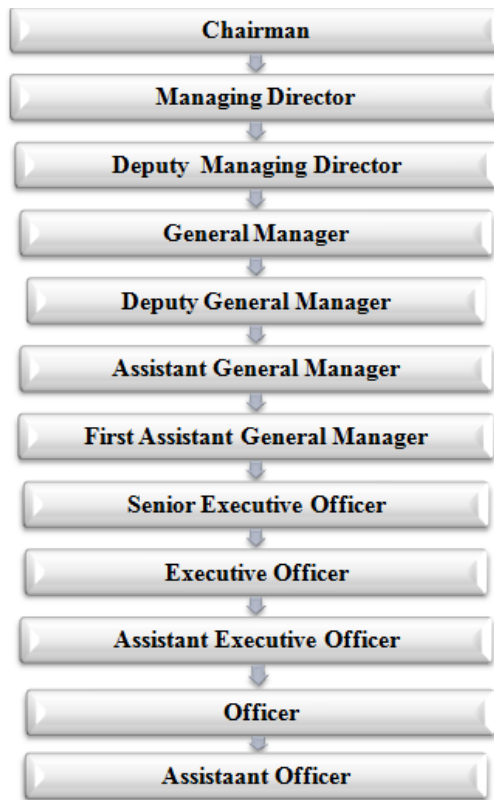 Chairman
Managing Director
Deputy Managing Director
General Manager
Deputy General Manager
Assistant General Manager
First Assistant General Manager
Senior Executive Officer
Executive Officer
Assistant Executive Officer
Officer
Assistaant Officer